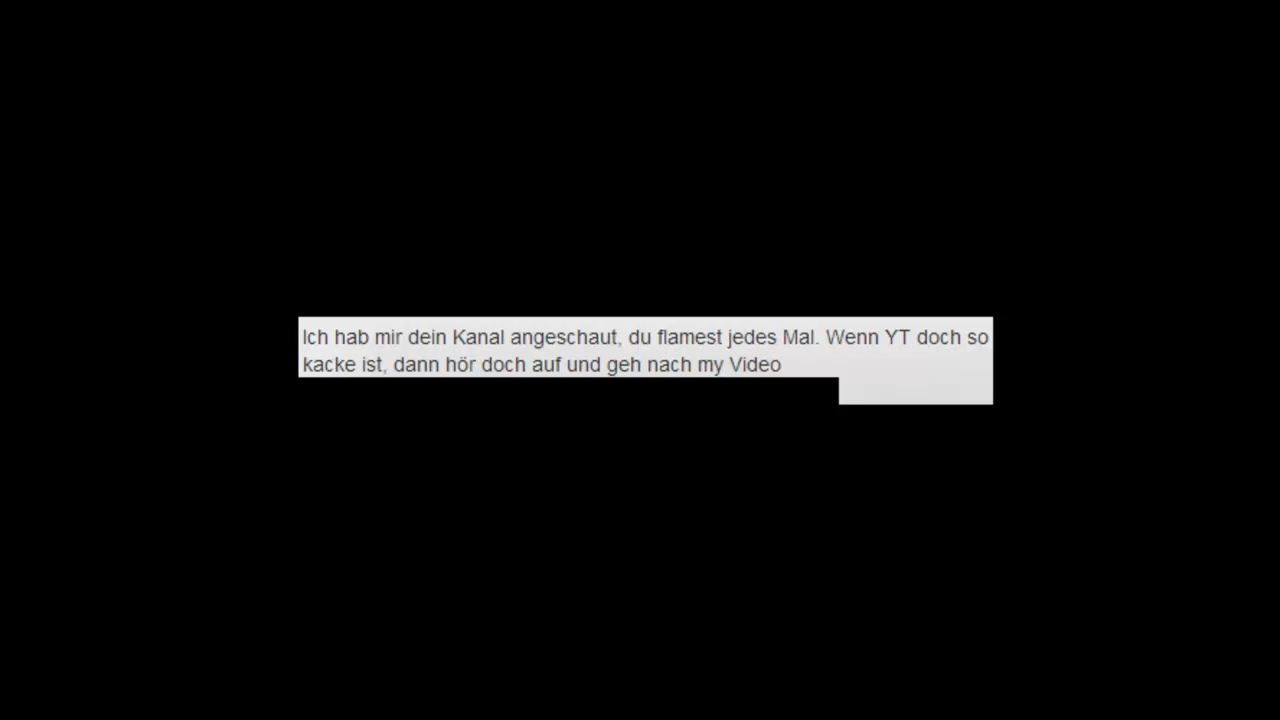 Ich hab mir dein Kanal angeschaut, du flamest jedes Mal. Wenn YT doch so
kacke ist, dann hör doch auf und geh nach my Video